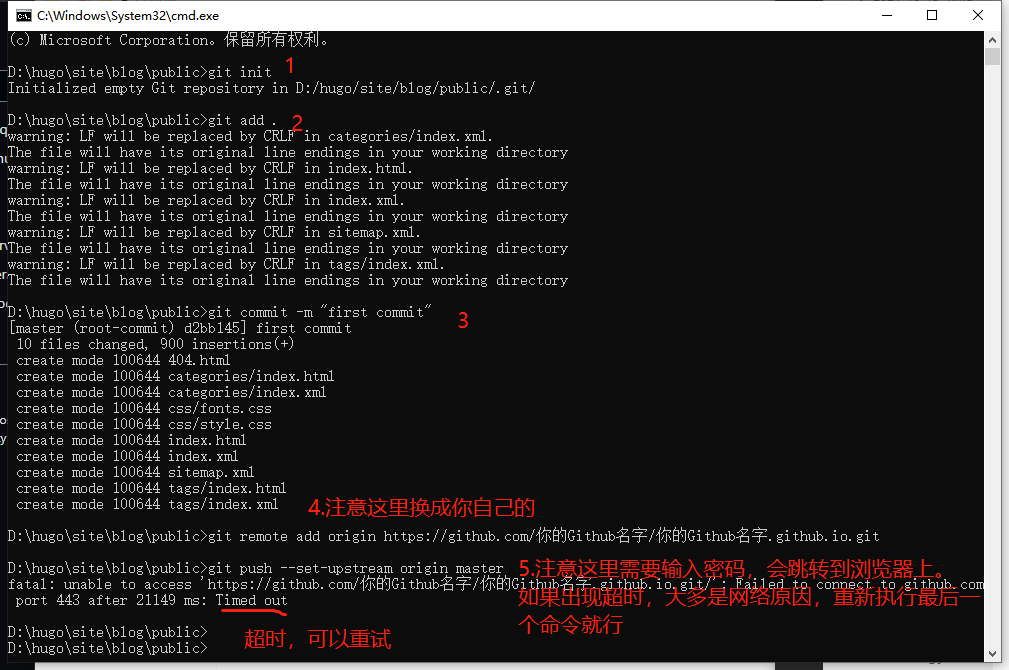 C:\Windows\System32\cmd.exe
(c) Microsoft Corporation。保留所有权利。
D:\hugo\site\blog\public>git init 1
Initialized empty Git repository in D:/hugo/site/blog/public/.git/
D:\hugo\site\blog\public>git add . 2
warning: LF will be replaced by CRLF in categories/index.xml.
The file will have its original line endings in your working directory
warning: LF will be replaced by CRLF in index.html.
The file will have its original line endings in your working directory
warning: LF will be replaced by CRLF in index.xml.
The file will have its original line endings in your working directory
warning: LF will be replaced by CRLF in sitemap.xml.
The file will have its original line endings in your working directory
warning: LF will be replaced by CRLF in tags/index.xml.
The file will have its original line endings in your working directory
D:\hugo\site\blog\public>git commit -m "first commit" 3
[master (root-commit) d2bb145] first commit
10 files changed, 900 insertions(+)
create mode 100644 404.html
create mode 100644 categories/index.html
create mode 100644 categories/index.xml
create mode 100644 css/fonts.css
create mode 100644 css/style.css
create mode 100644 index.html
create mode 100644 index.xml
create mode 100644 sitemap.xml
create mode 100644 tags/index.html
create mode 100644 tags/index.xml
4.注意这里换成你自己的
D:\hugo\site\blog\public>git remote add origin https://github.com/你的Github名字/你的Github名字.github.io.git
D:\hugo\site\blog\public>git push --set-upstream origin master
5.注意这里需要输入密码，会跳转到浏览器上。
fatal: unable to access 'https://github.com/你的Github名字/你的Github名字.github.io.git/': Failed to connect to github.com
port 443 after 21149 ms: Timed out
如果出现超时，大多是网络原因，重新执行最后一
个命令就行
D:\hugo\site\blog\public>
超时，可以重试
D:\hugo\site\blog\public>